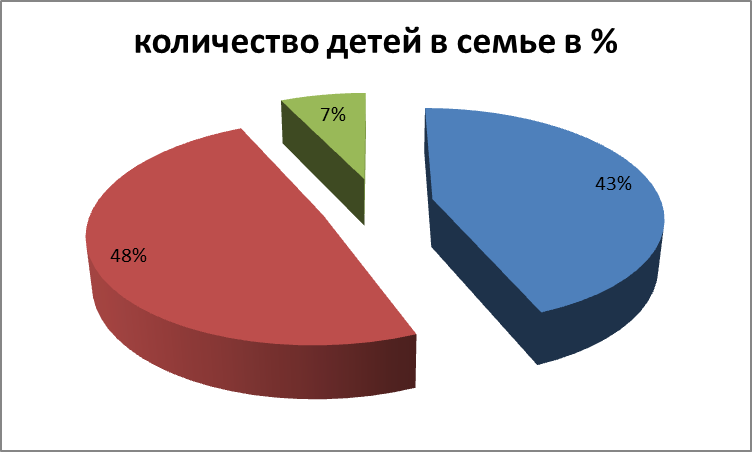 количество детей в семье в %
7%
43%
48%